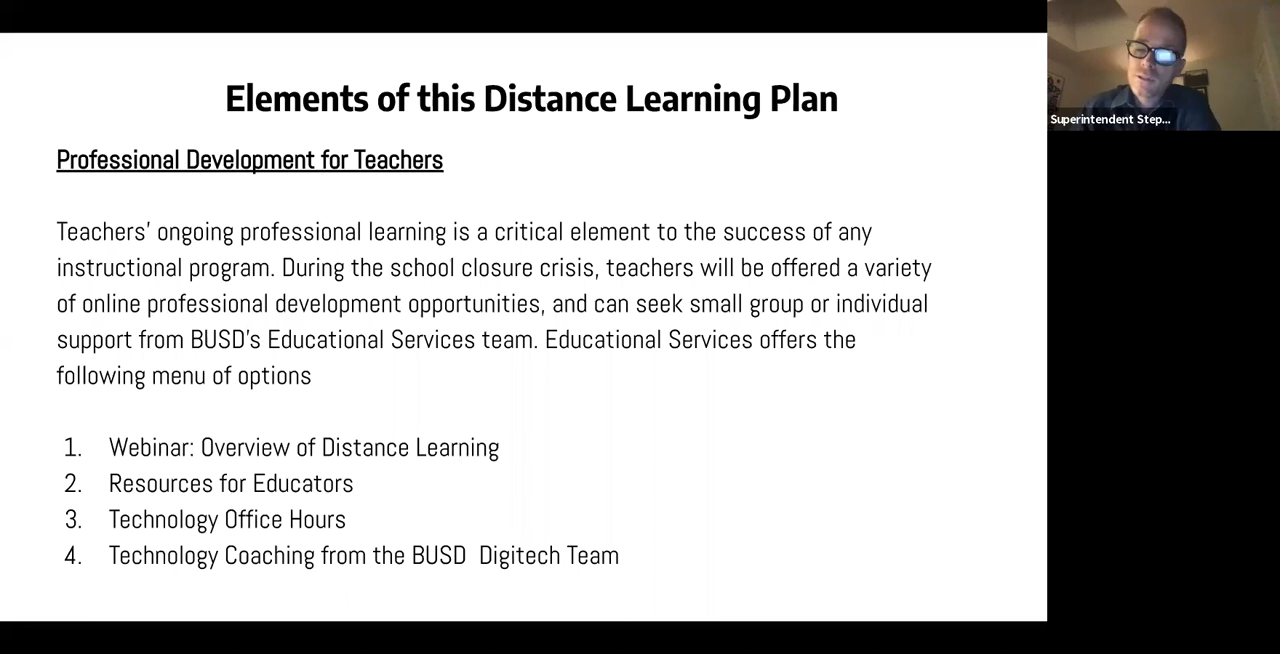 Elements of this Distance Learning Plan
Superintendent Step...
Professional Development for Teachers
Teachers' ongoing professional learning is a critical element to the success of any
instructional program. During the school closure crisis, teachers will be offered a variety
of online professional development opportunities, and can seek small group or individual
support from BUSD's Educational Services team. Educational Services offers the
following menu of options
1. Webinar: Overview of Distance Learning
2. Resources for Educators
3. Technology Office Hours
4. Technology Coaching from the BUSD  Digitech Team